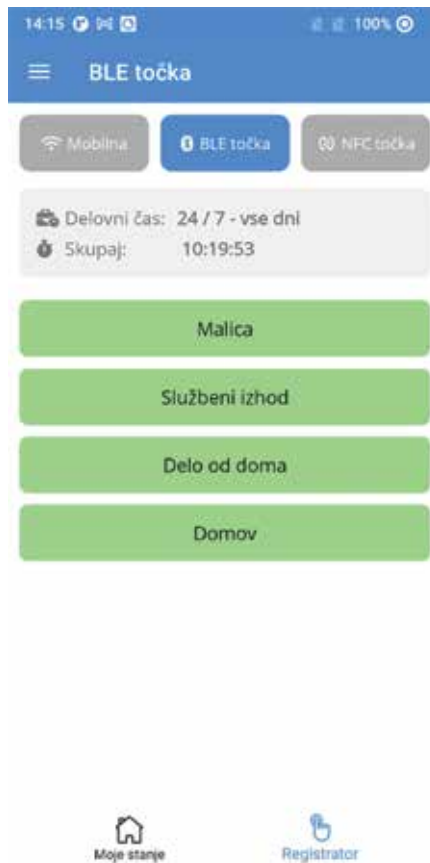 14:15 100%
BLE točka
Mobilna BLE točka NFC točka
Delovni čas: 24 / 7 - vse dni
Skupaj: 10:19:53
Malica
Službeni izhod
Delo od doma
Domov
Moje stanje Registrator